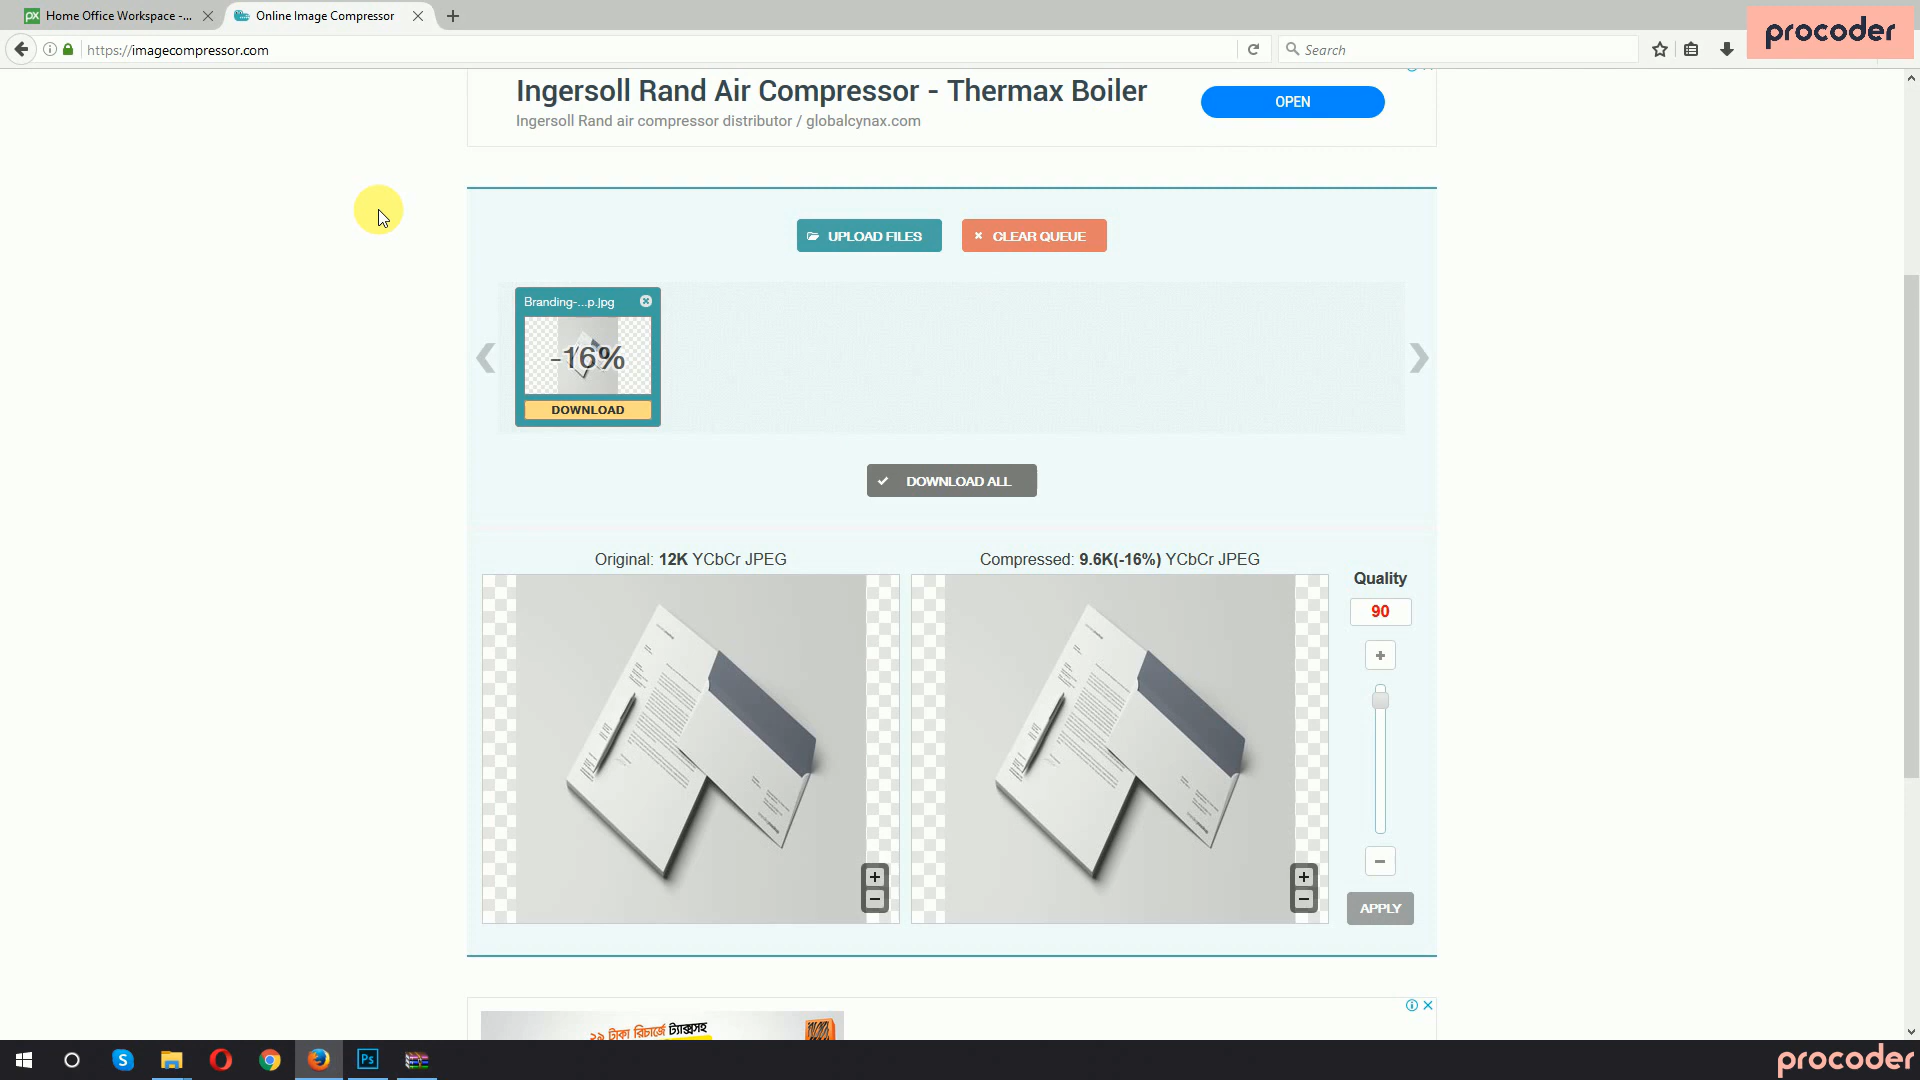 Home Office Workspace -...
Online Image Compressor
https://imagecompressor.com
Search
procoder
Ingersoll Rand Air Compressor - Thermax Boiler
Ingersoll Rand air compressor distributor / globalcynax.com
OPEN
UPLOAD FILES
CLEAR QUEUE
Branding-...p.jpg
-16%
DOWNLOAD
DOWNLOAD ALL
Original: 12K YCbCr JPEG
Compressed: 9.6K(-16%) YCbCr JPEG
Quality
90
APPLY
২৯ টাকা রিচার্জে ট্যাক্সসহ
procoder